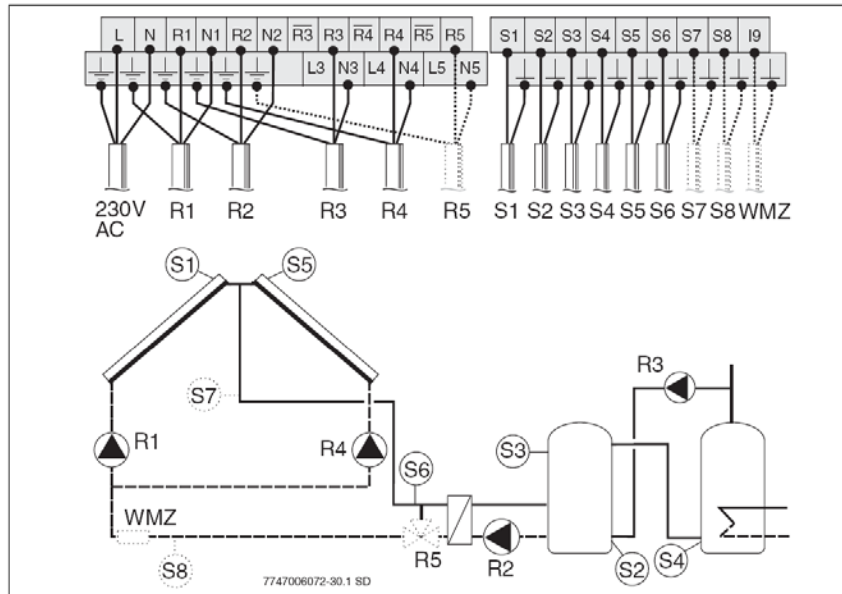 L N R1 N1 R2 N2 R̅3̅ R3 R̅4̅ R4 R̅5̅ R5 S1 S2 S3 S4 S5 S6 S7 S8 I9
L3 N3 L4 N4 L5 N5
230V AC R1 R2 R3 R4 R5 S1 S2 S3 S4 S5 S6 S7 S8 WMZ
S1 S5
R3
S7
R1 R4 S3
S6
WMZ
R5 R2 S2 S4
S8
7747006072-30.1 SD